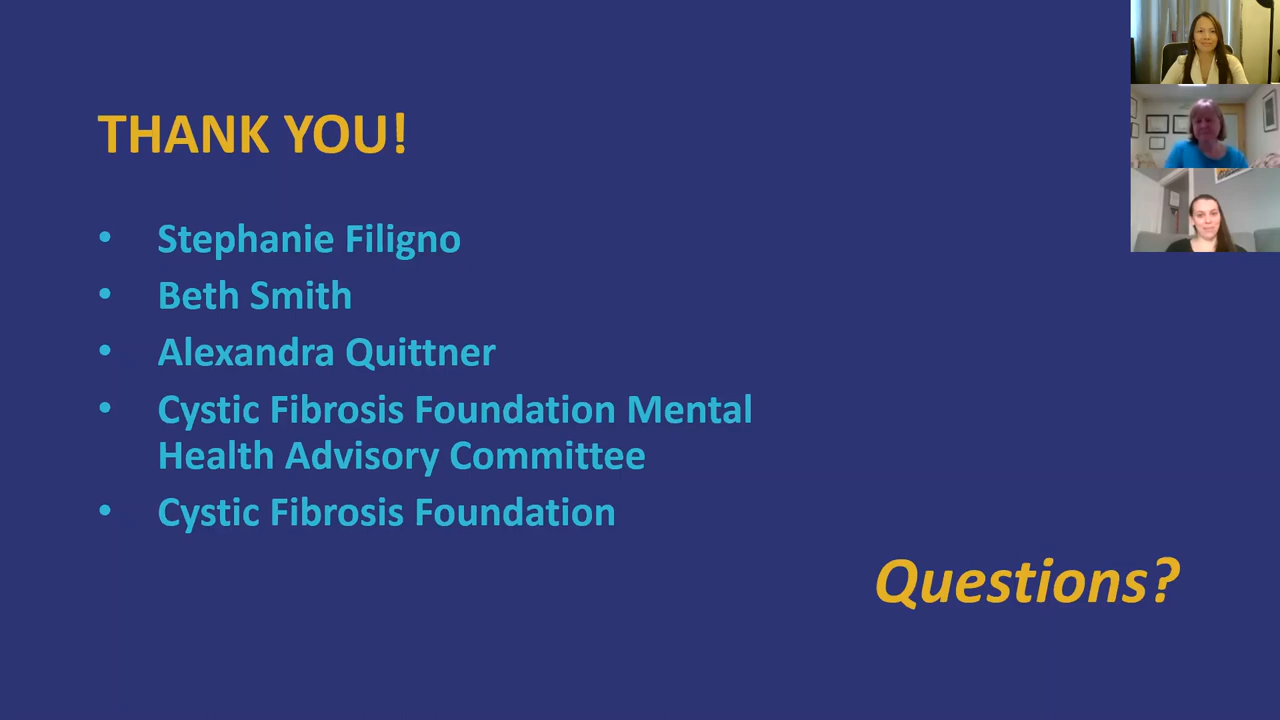 THANK YOU!
• Stephanie Filigno
• Beth Smith
• Alexandra Quittner
• Cystic Fibrosis Foundation Mental
Health Advisory Committee
• Cystic Fibrosis Foundation
Questions?